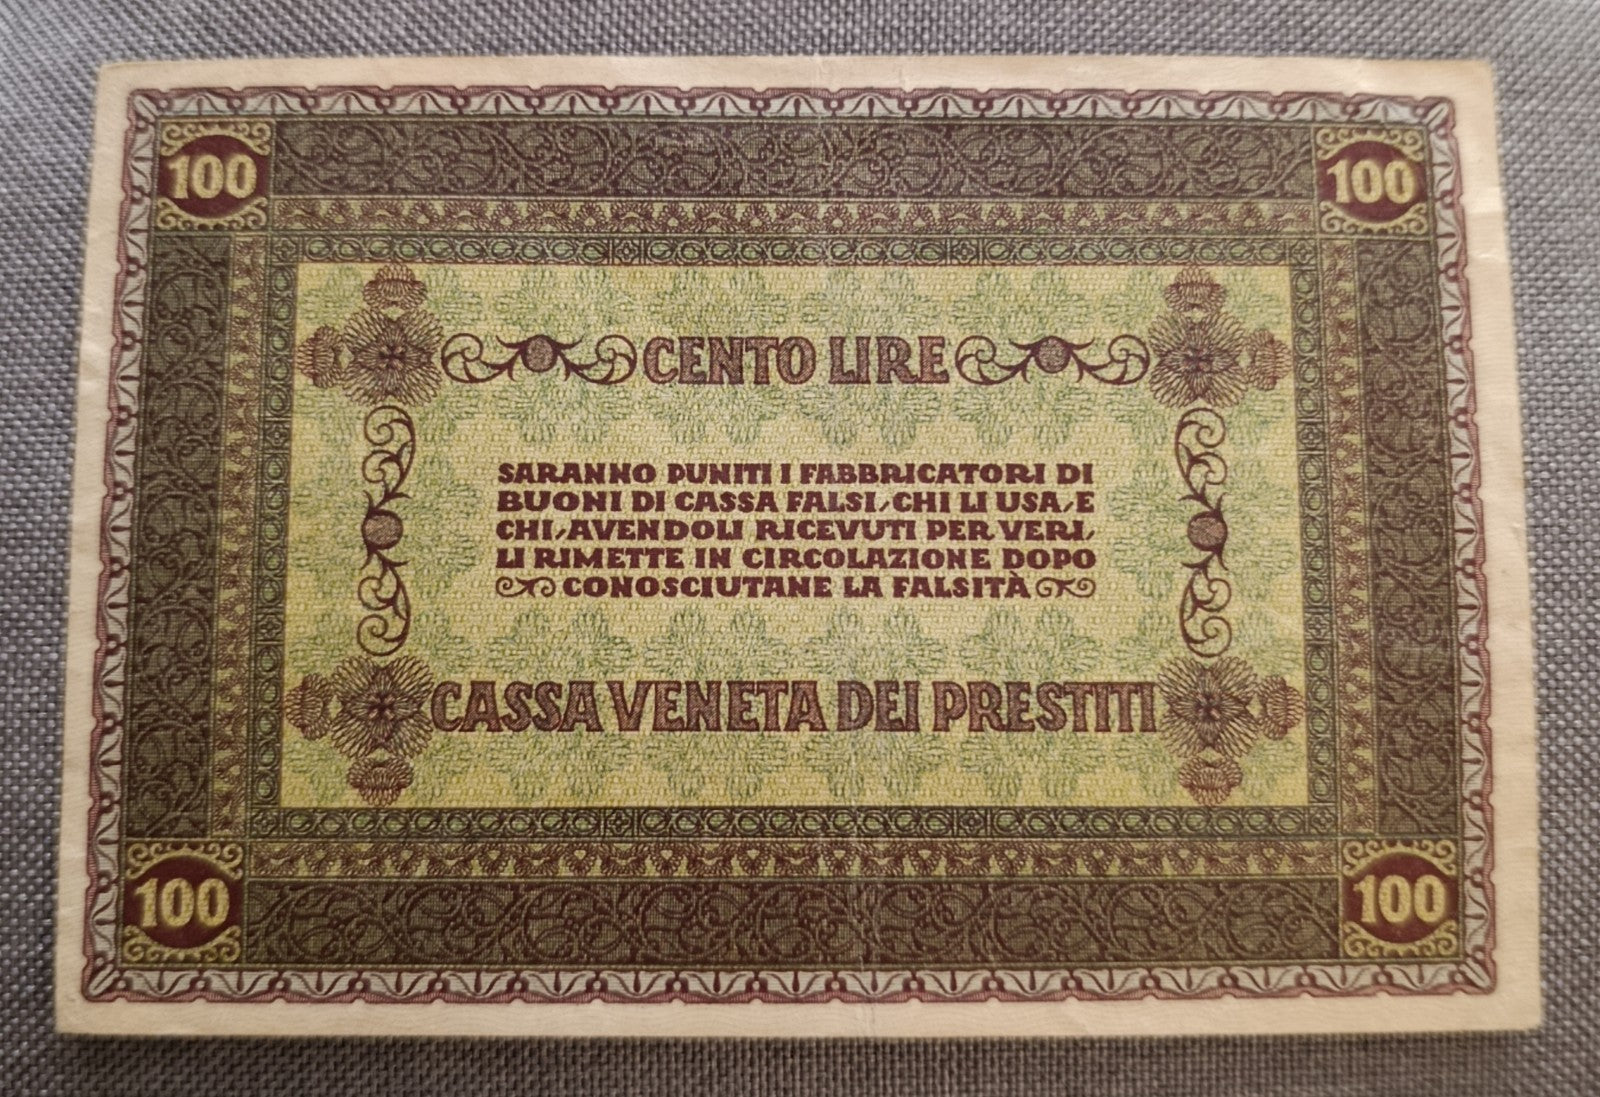 100 100
CENTO LIRE
SARANNO PUNITI I FABBRICATORI DI
BUONI DI CASSA FALSI, CHI LI USA, E
CHI, AVENDOLI RICEVUTI PER VERI,
LI RIMETTE IN CIRCOLAZIONE DOPO
CONOSCIUTANE LA FALSITÀ
CASSA VENETA DEI PRESTITI
100 100